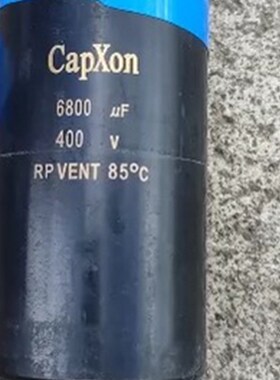 CapXon
6800 µF
400 V
RP VENT 85°C